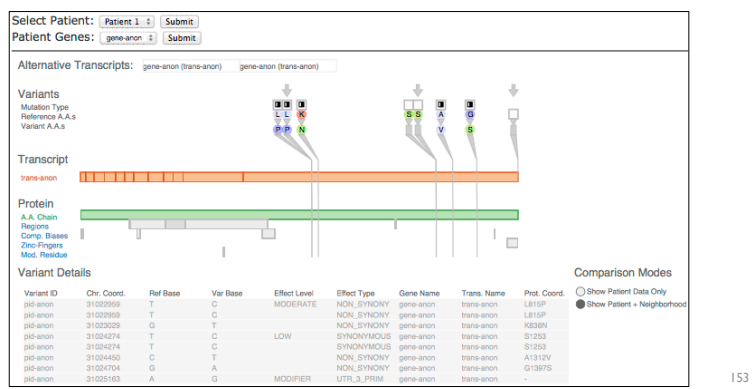 Select Patient: Patient 1 Submit
Patient Genes: gene-anon Submit
Alternative Transcripts: gene-anon (trans-anon) gene-anon (trans-anon)
Variants
Mutation Type
Reference A.A.s
Variant A.A.s
L L K S S A G
P P N V S
Transcript
trans-anon
Protein
A.A. Chain
Regions
Comp. Biases
Zinc-Fingers
Mod. Residue
Variant Details
Comparison Modes
Show Patient Data Only
Show Patient + Neighborhood
Variant ID Chr. Coord. Ref Base Var Base Effect Level Effect Type Gene Name Trans. Name Prot. Coord.
pid-anon 31022959 T C MODERATE NON_SYNONY gene-anon trans-anon L815P
pid-anon 31022959 T C NON_SYNONY gene-anon trans-anon L815P
pid-anon 31023029 G T NON_SYNONY gene-anon trans-anon K838N
pid-anon 31024274 T C LOW SYNONYMOUS gene-anon trans-anon S1253
pid-anon 31024274 T C SYNONYMOUS gene-anon trans-anon S1253
pid-anon 31024450 C T NON_SYNONY gene-anon trans-anon A1312V
pid-anon 31024704 G A NON_SYNONY gene-anon trans-anon G1397S
pid-anon 31025163 A G MODIFIER UTR_3_PRIM gene-anon trans-anon -
153